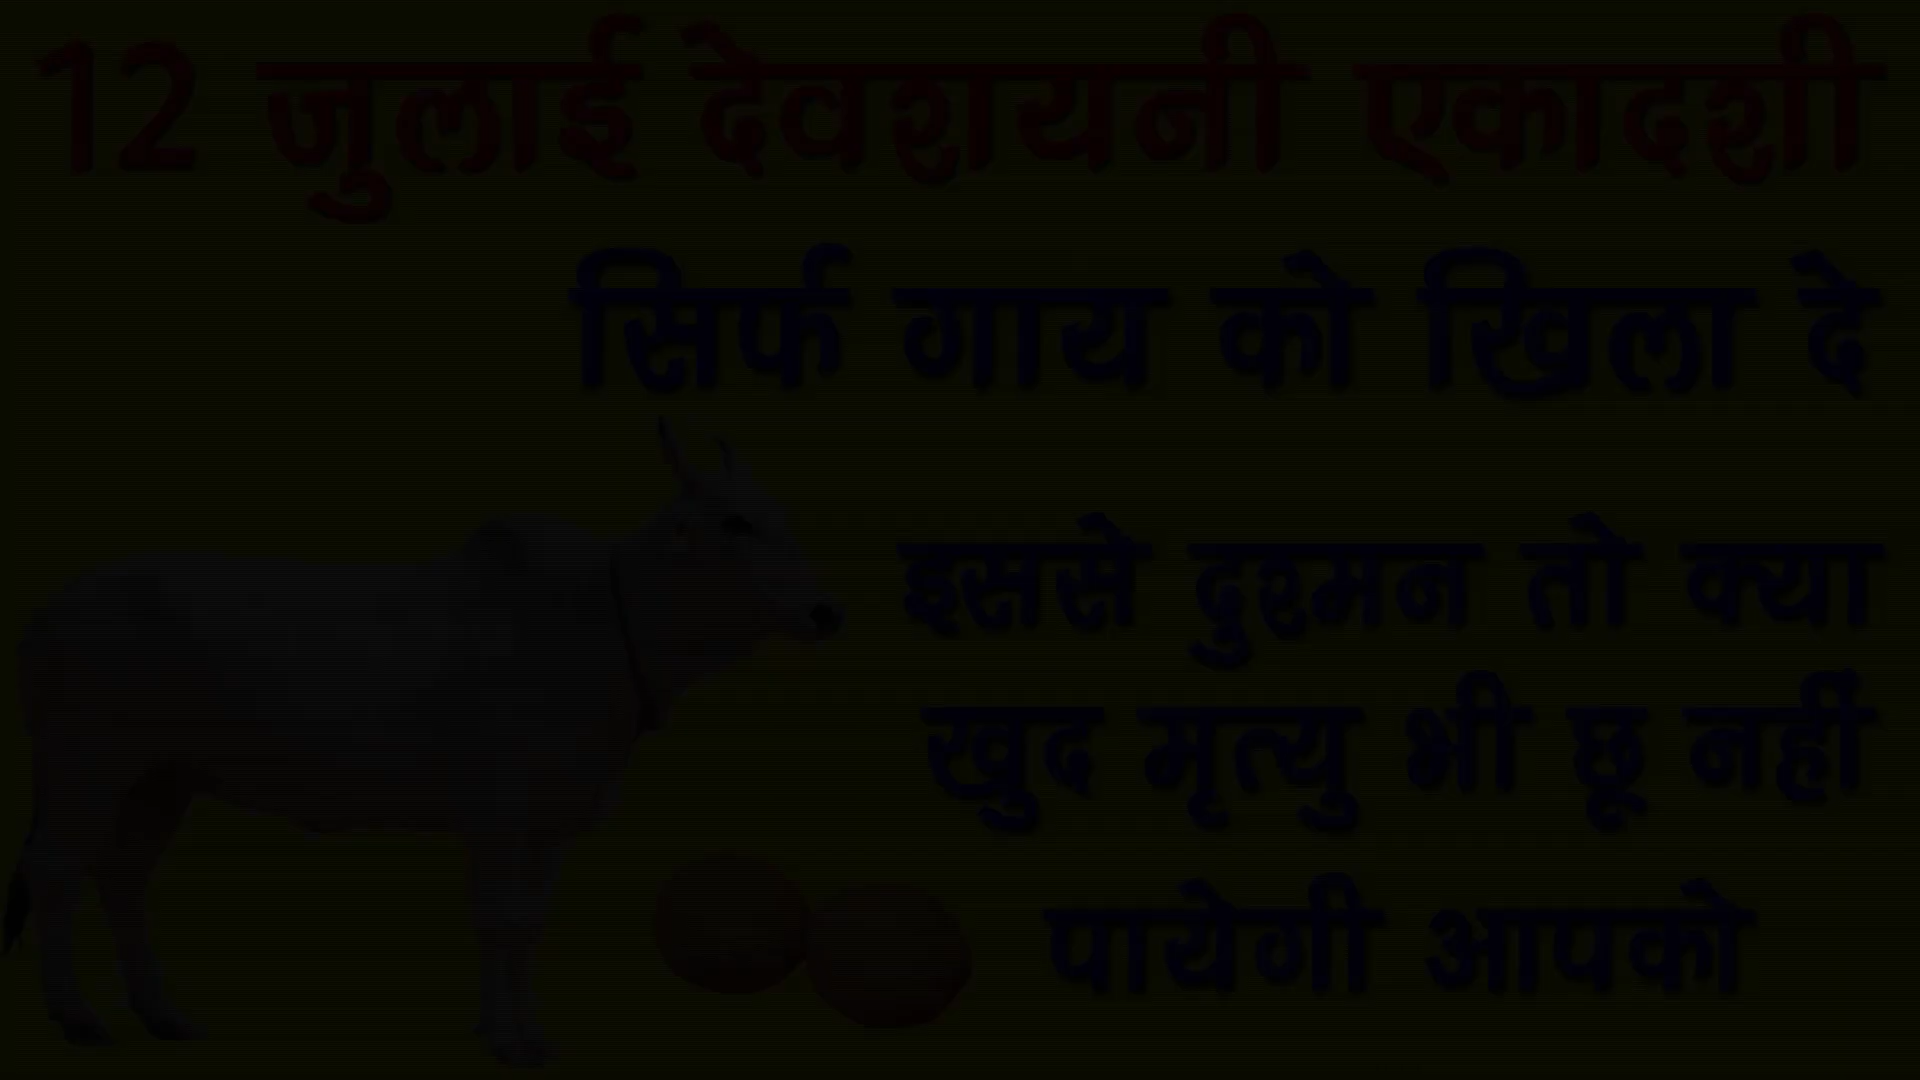 12 जुलाई देवशयनी एकादशी
सिर्फ गाय को खिला दे
इससे दुश्मन तो क्या
खुद मृत्यु भी छू नहीं
पायेगी आपको